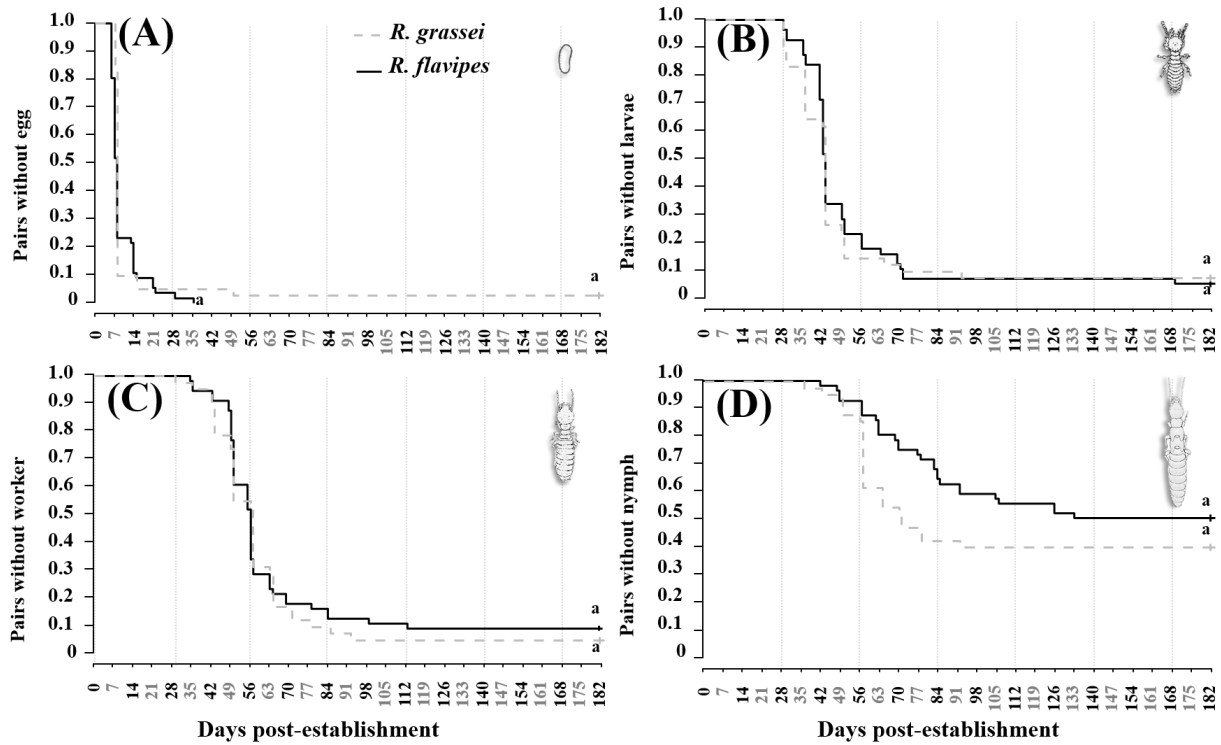 (A)
R. grassei
R. flavipes
Pairs without egg
1.0
0.9
0.8
0.7
0.6
0.5
0.4
0.3
0.2
0.1
0
a
a
0 7 14 21 28 35 42 49 56 63 70 77 84 91 98 105 112 119 126 133 140 147 154 161 168 175 182
(B)
Pairs without larvae
1.0
0.9
0.8
0.7
0.6
0.5
0.4
0.3
0.2
0.1
0
a
a
0 7 14 21 28 35 42 49 56 63 70 77 84 91 98 105 112 119 126 133 140 147 154 161 168 175 182
(C)
Pairs without worker
1.0
0.9
0.8
0.7
0.6
0.5
0.4
0.3
0.2
0.1
0
a
a
0 7 14 21 28 35 42 49 56 63 70 77 84 91 98 105 112 119 126 133 140 147 154 161 168 175 182
Days post-establishment
(D)
Pairs without nymph
1.0
0.9
0.8
0.7
0.6
0.5
0.4
0.3
0.2
0.1
0
a
a
0 7 14 21 28 35 42 49 56 63 70 77 84 91 98 105 112 119 126 133 140 147 154 161 168 175 182
Days post-establishment